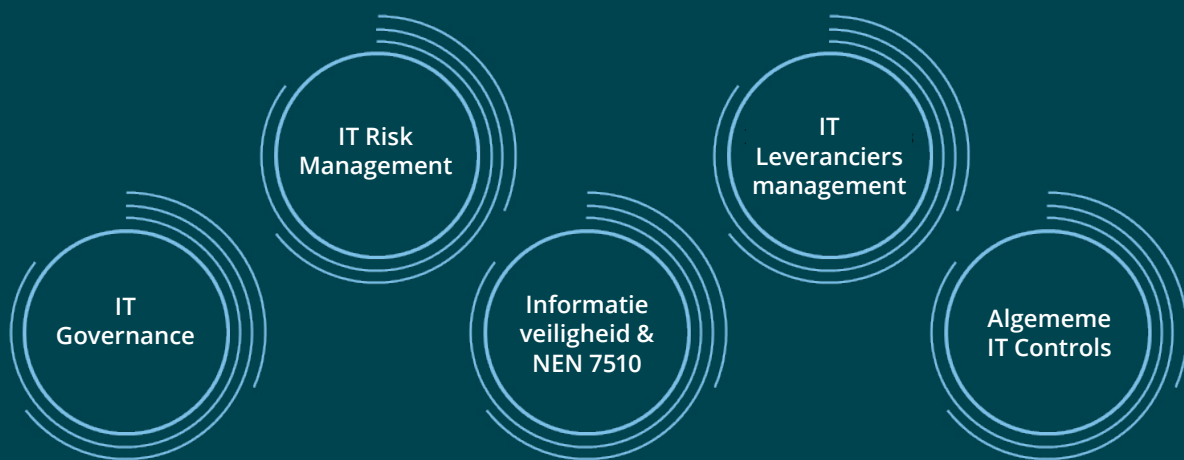 IT
Governance
IT Risk
Management
Informatie
veiligheid &
NEN 7510
IT
Leveranciers
management
Algememe
IT Controls